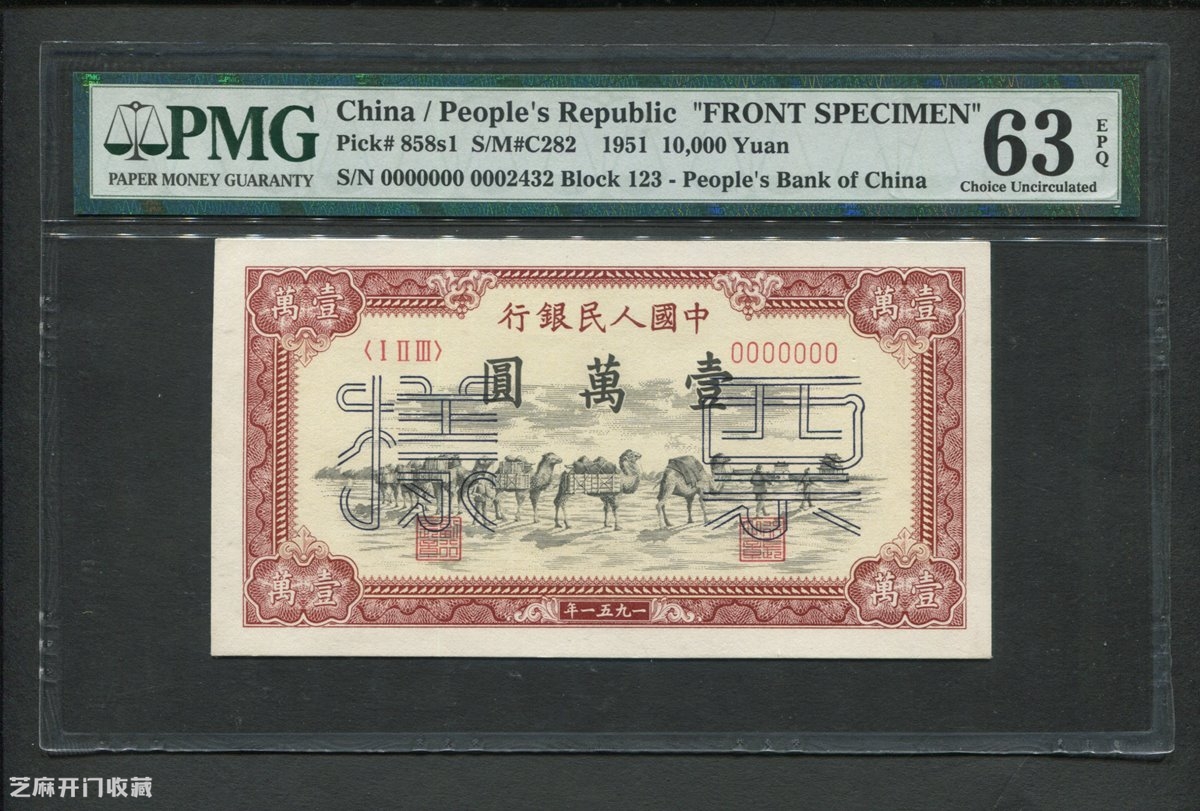 PMG
PAPER MONEY GUARANTY
China / People's Republic "FRONT SPECIMEN"
Pick# 858s1 S/M#C282 1951 10,000 Yuan
S/N 0000000 0002432 Block 123 - People's Bank of China
63
EPQ
Choice Uncirculated
壹萬
中國人民銀行
壹萬
〈I II III〉
0000000
壹萬圓
票樣
壹萬
一九五一年
壹萬
芝麻开门收藏